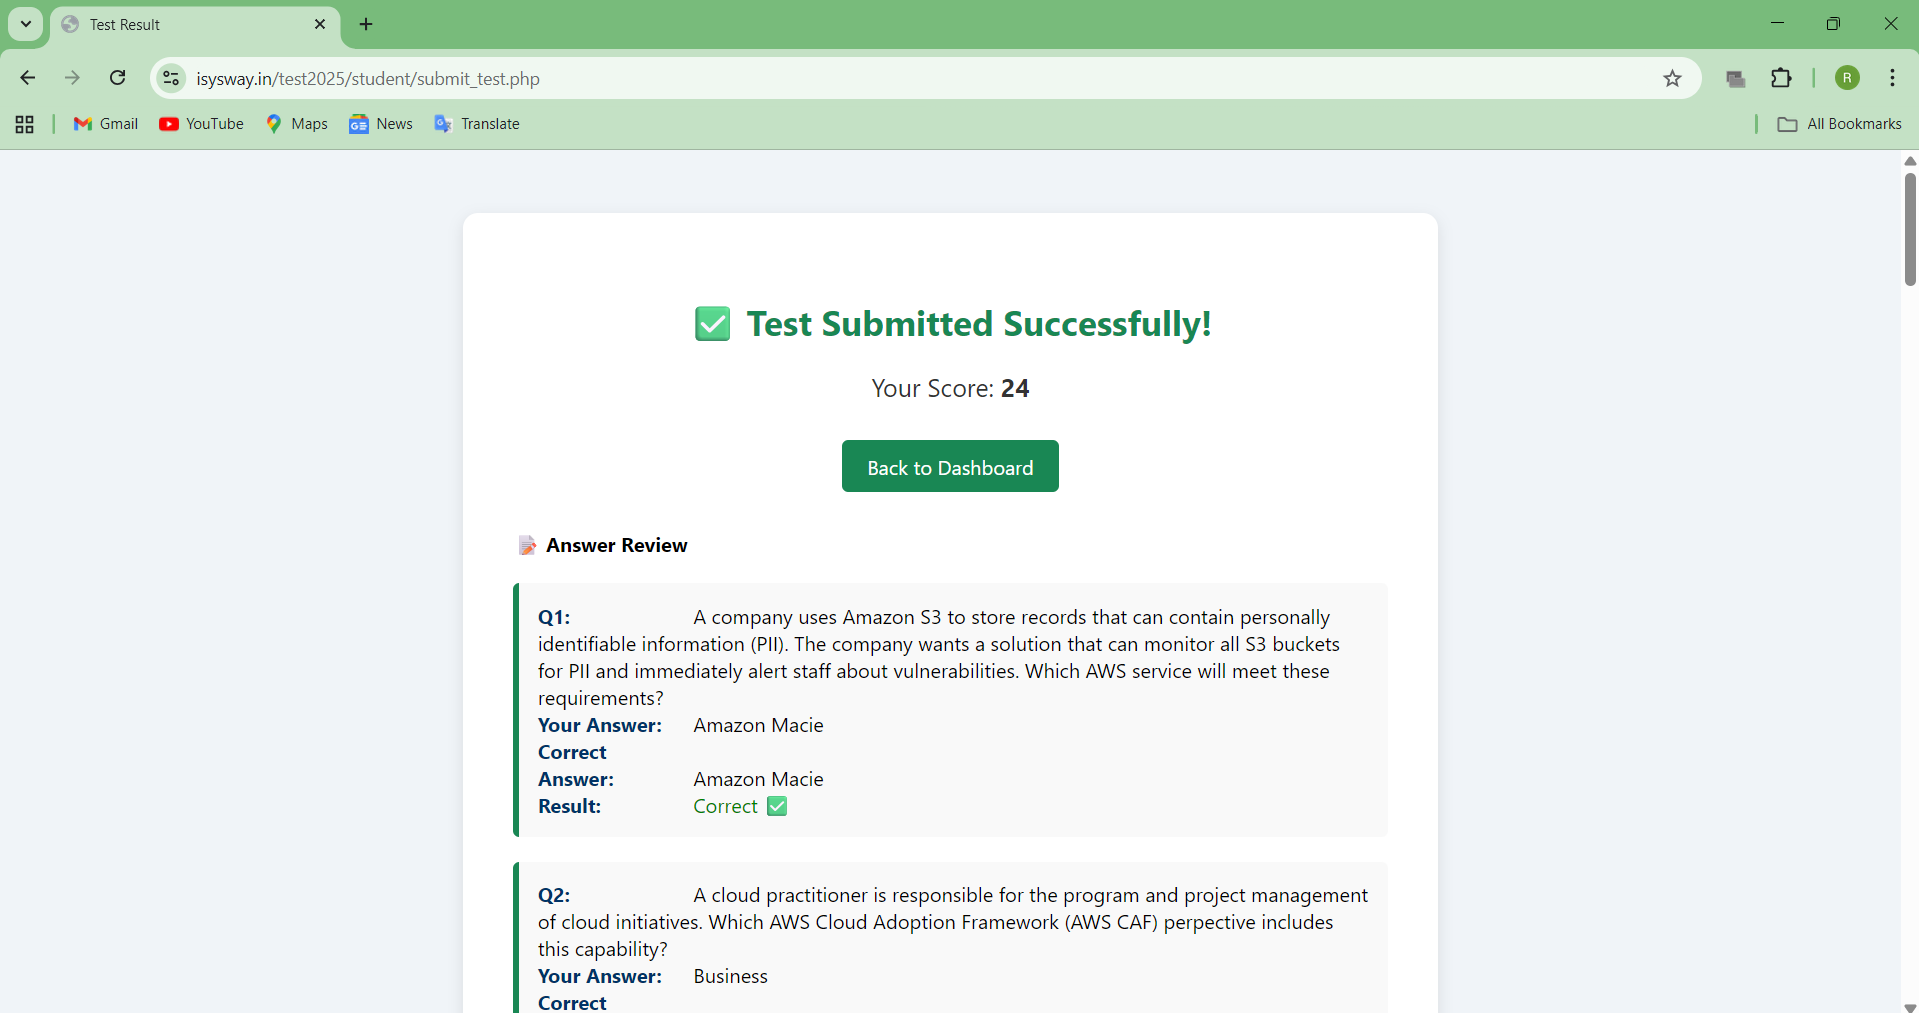 Test Result
isysway.in/test2025/student/submit_test.php
R
Gmail YouTube Maps News Translate All Bookmarks
Test Submitted Successfully!
Your Score: 24
Back to Dashboard
Answer Review
Q1: A company uses Amazon S3 to store records that can contain personally
identifiable information (PII). The company wants a solution that can monitor all S3 buckets
for PII and immediately alert staff about vulnerabilities. Which AWS service will meet these
requirements?
Your Answer: Amazon Macie
Correct
Answer: Amazon Macie
Result: Correct ✅
Q2: A cloud practitioner is responsible for the program and project management
of cloud initiatives. Which AWS Cloud Adoption Framework (AWS CAF) perpective includes
this capability?
Your Answer: Business
Correct